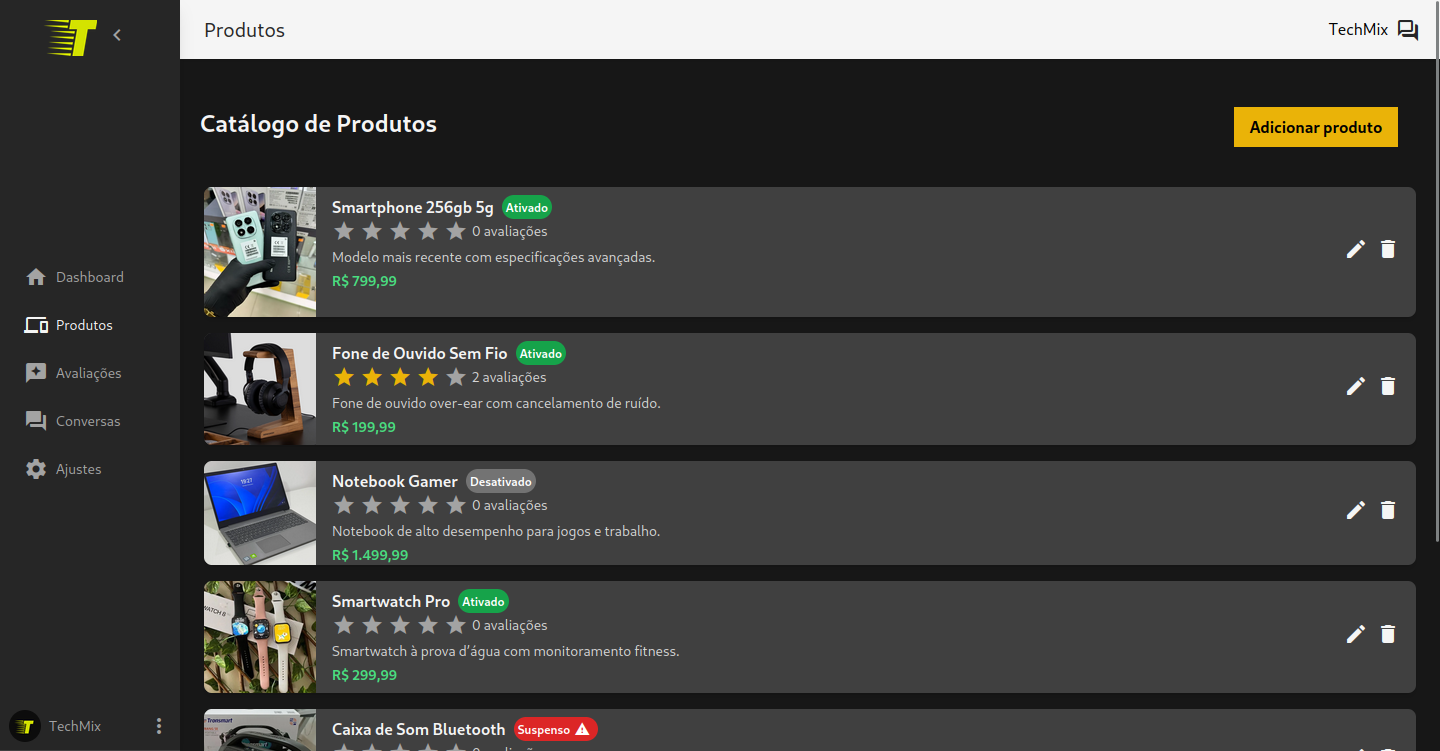 Produtos
TechMix
Catálogo de Produtos
Adicionar produto
Dashboard
Produtos
Avaliações
Conversas
Ajustes
TechMix
Smartphone 256gb 5g Ativado
0 avaliações
Modelo mais recente com especificações avançadas.
R$ 799,99
Fone de Ouvido Sem Fio Ativado
2 avaliações
Fone de ouvido over-ear com cancelamento de ruído.
R$ 199,99
Notebook Gamer Desativado
0 avaliações
Notebook de alto desempenho para jogos e trabalho.
R$ 1.499,99
Smartwatch Pro Ativado
0 avaliações
Smartwatch à prova d’água com monitoramento fitness.
R$ 299,99
Caixa de Som Bluetooth Suspenso